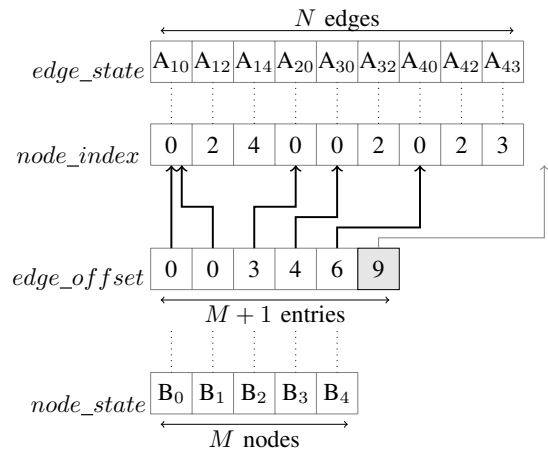 N edges
edge_state A₁₀ A₁₂ A₁₄ A₂₀ A₃₀ A₃₂ A₄₀ A₄₂ A₄₃
node_index 0 2 4 0 0 2 0 2 3
edge_offset 0 0 3 4 6 9
M + 1 entries
node_state B₀ B₁ B₂ B₃ B₄
M nodes